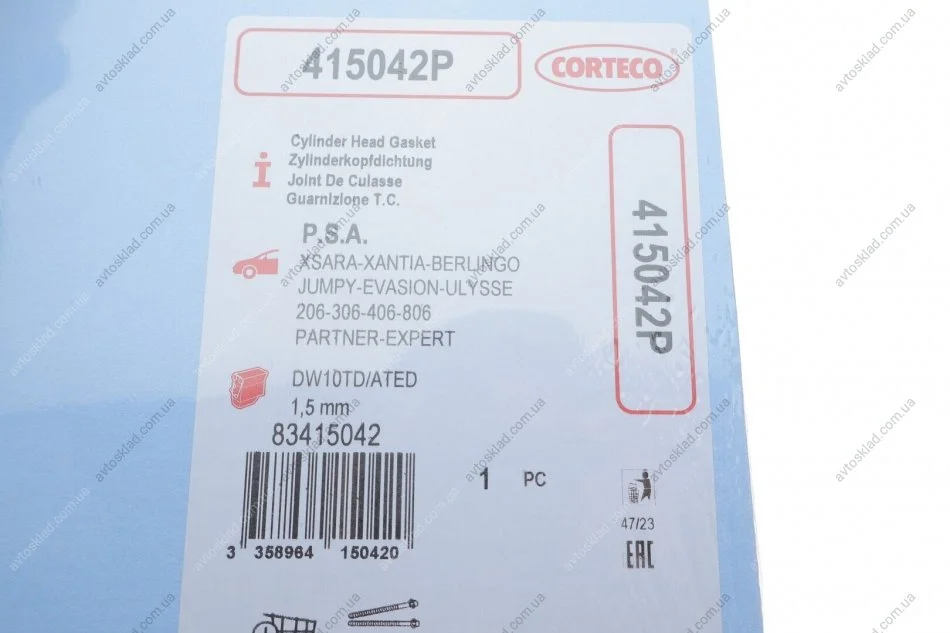 415042P
CORTECO®
415042P
i
Cylinder Head Gasket
Zylinderkopfdichtung
Joint De Culasse
Guarnizione T.C.
P.S.A.
XSARA-XANTIA-BERLINGO
JUMPY-EVASION-ULYSSE
206-306-406-806
PARTNER-EXPERT
DW10TD/ATED
1,5 mm
83415042
3 358964 150420
1 PC
47/23
EAC
avtosklad.com.ua